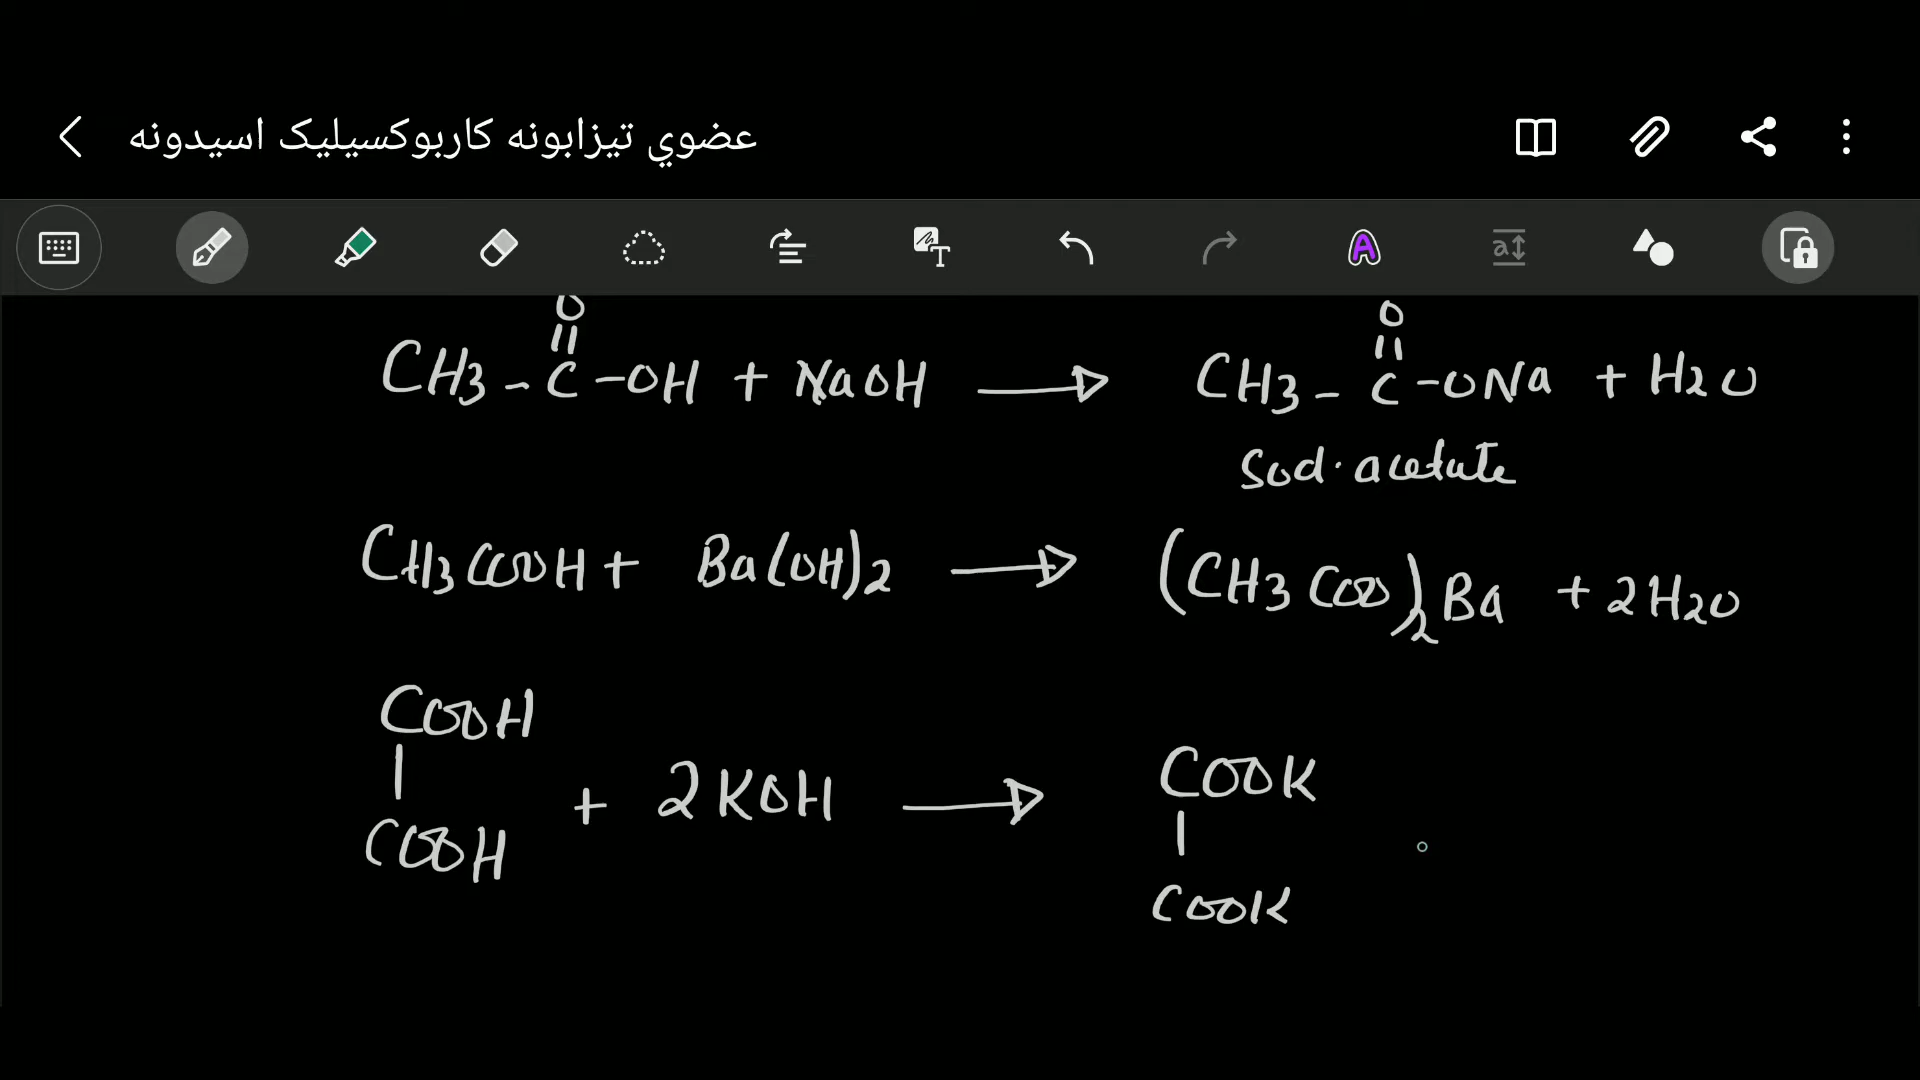 عضوي تیزابونه کاربوکسیلیک اسیدونه
O O
CH3 - C - OH + NaOH → CH3 - C - ONa + H2O
Sod. acetate
CH3COOH + Ba(OH)2 → (CH3COO)2Ba + 2H2O
COOH
COOH + 2KOH → COOK
COOK